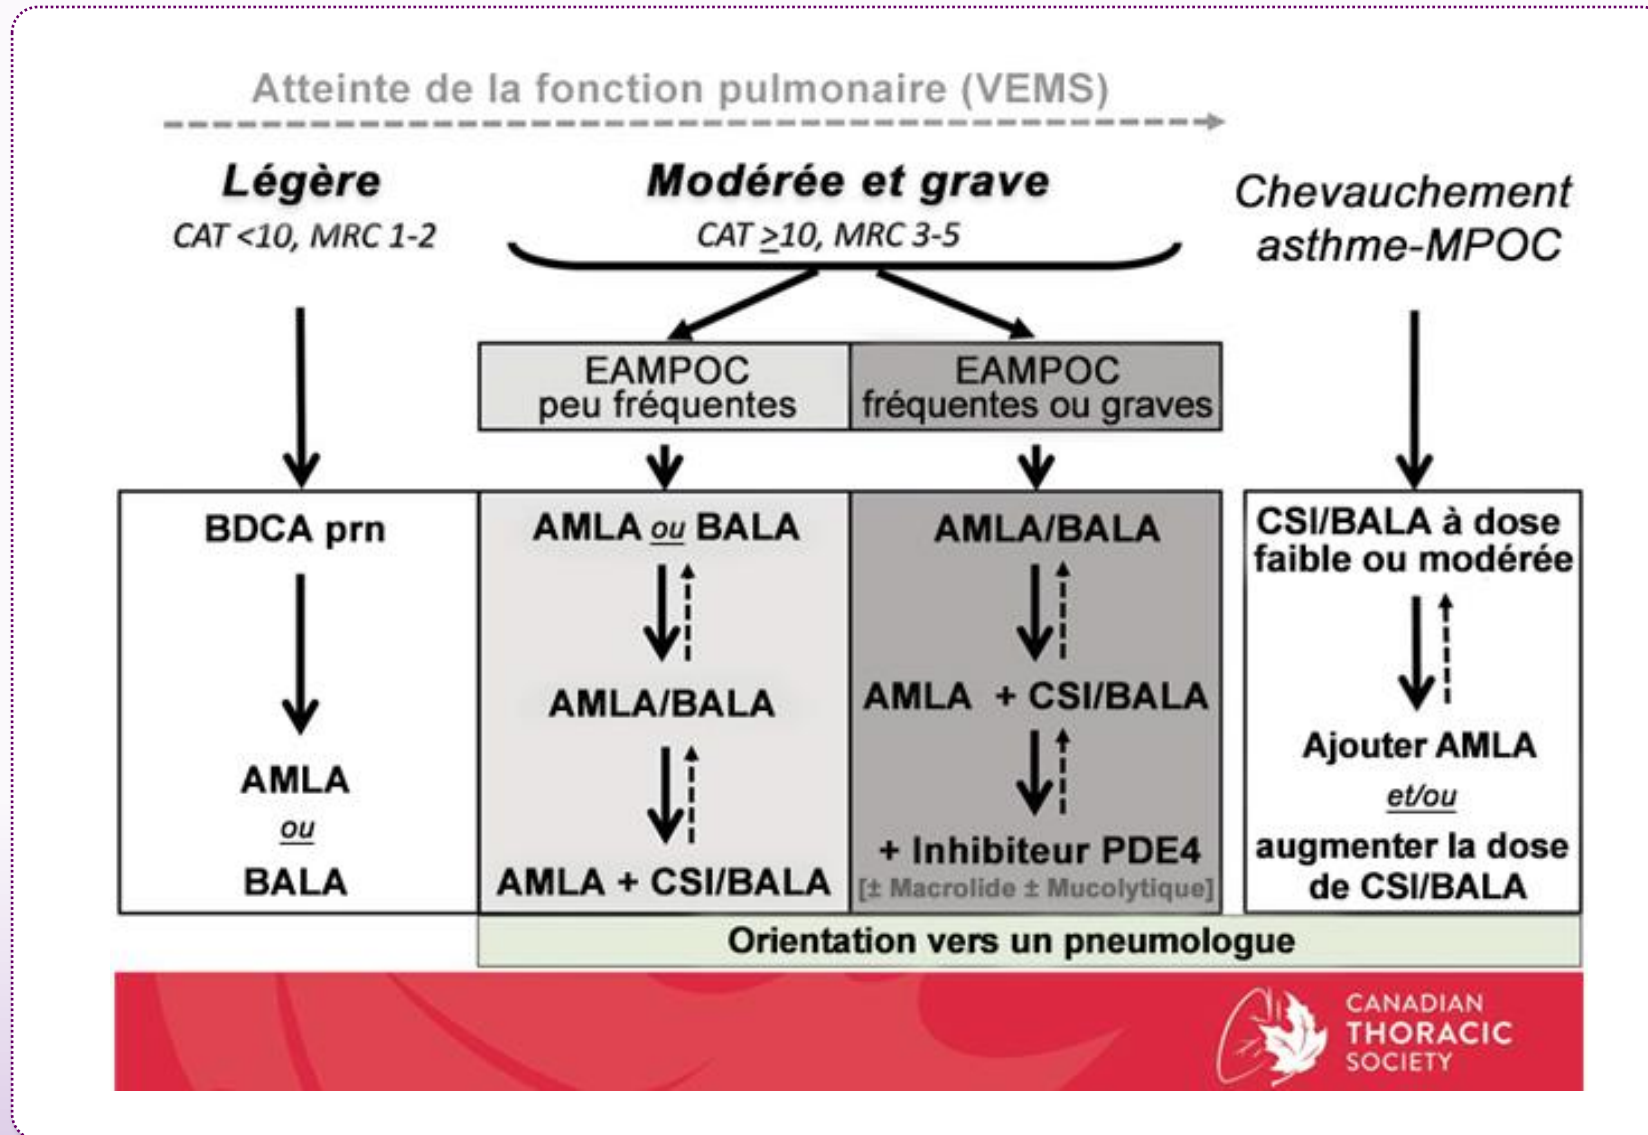 Atteinte de la fonction pulmonaire (VEMS)
Légère
CAT <10, MRC 1-2
Modérée et grave
CAT ≥10, MRC 3-5
Chevauchement
asthme-MPOC
EAMPOC
peu fréquentes
EAMPOC
fréquentes ou graves
BDCA prn
AMLA
ou
BALA
AMLA ou BALA
AMLA/BALA
AMLA + CSI/BALA
AMLA/BALA
AMLA + CSI/BALA
+ Inhibiteur PDE4
[± Macrolide ± Mucolytique]
CSI/BALA à dose
faible ou modérée
Ajouter AMLA
et/ou
augmenter la dose
de CSI/BALA
Orientation vers un pneumologue
CANADIAN
THORACIC
SOCIETY